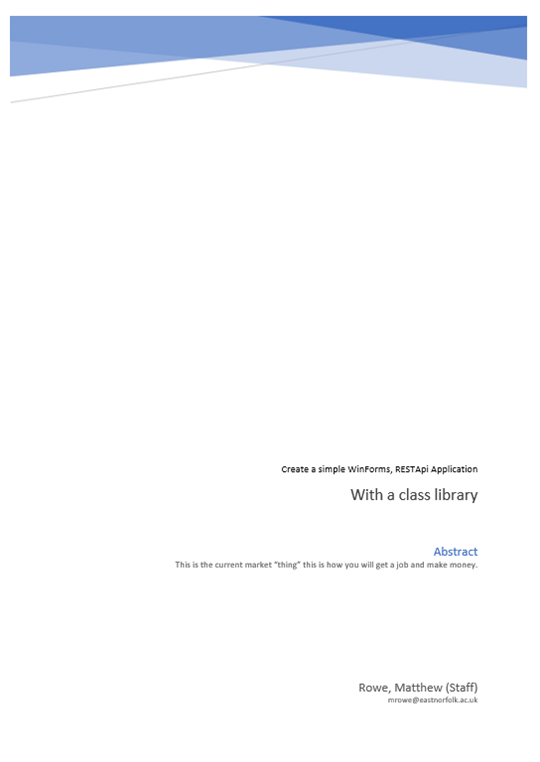 Create a simple WinForms, RESTApi Application
With a class library
Abstract
This is the current market “thing” this is how you will get a job and make money.
Rowe, Matthew (Staff)
mrowe@eastnorfolk.ac.uk